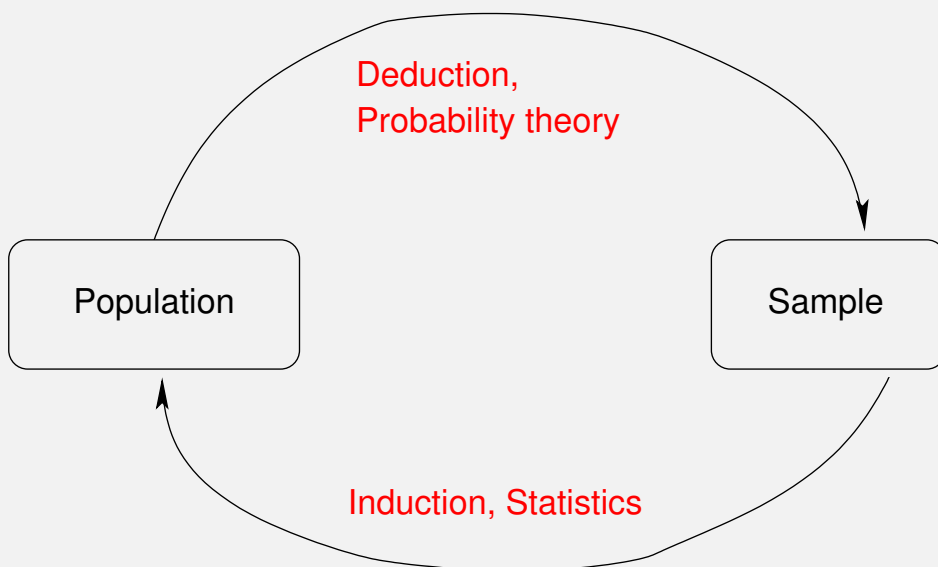 Deduction,
Probability theory
Population
Sample
Induction, Statistics